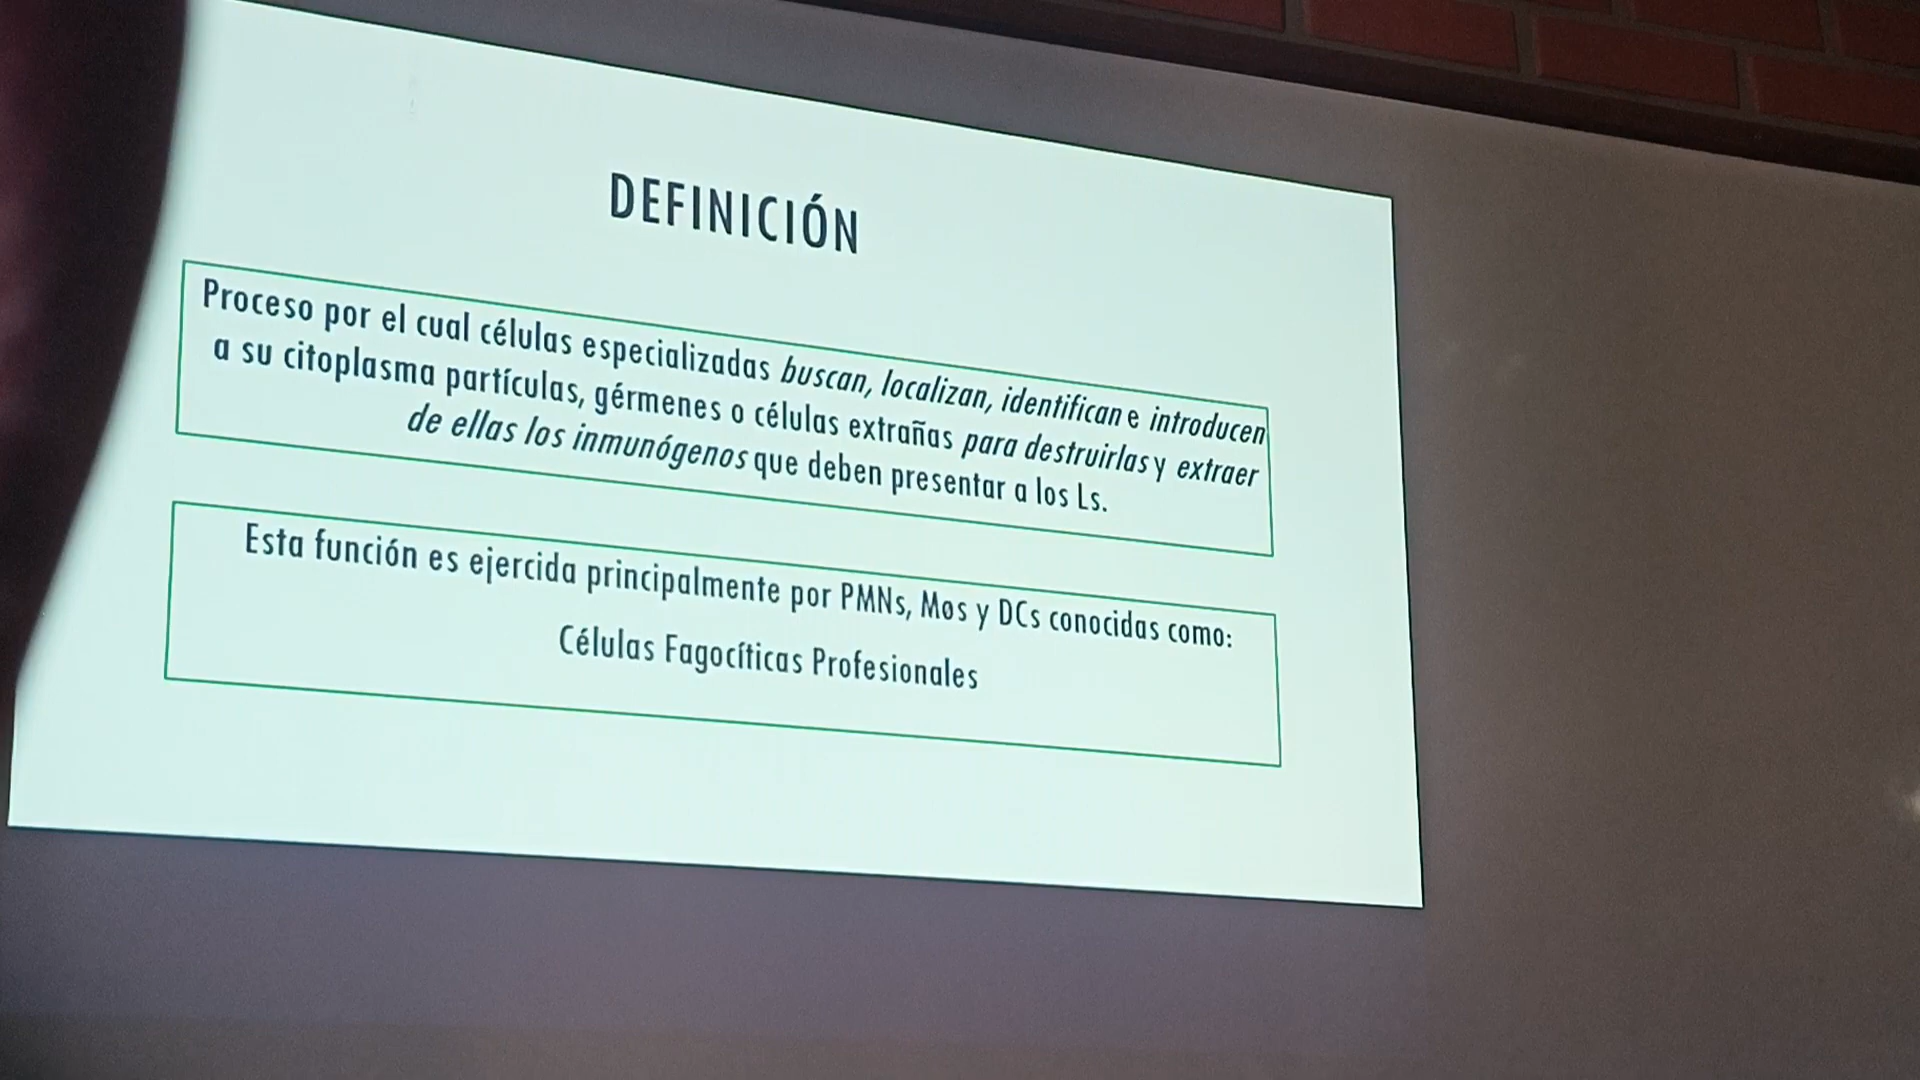 DEFINICIÓN
Proceso por el cual células especializadas buscan, localizan, identifican e introducen
a su citoplasma partículas, gérmenes o células extrañas para destruirlas y extraer
de ellas los inmunógenos que deben presentar a los Ls.
Esta función es ejercida principalmente por PMNs, Møs y DCs conocidas como:
Células Fagocíticas Profesionales